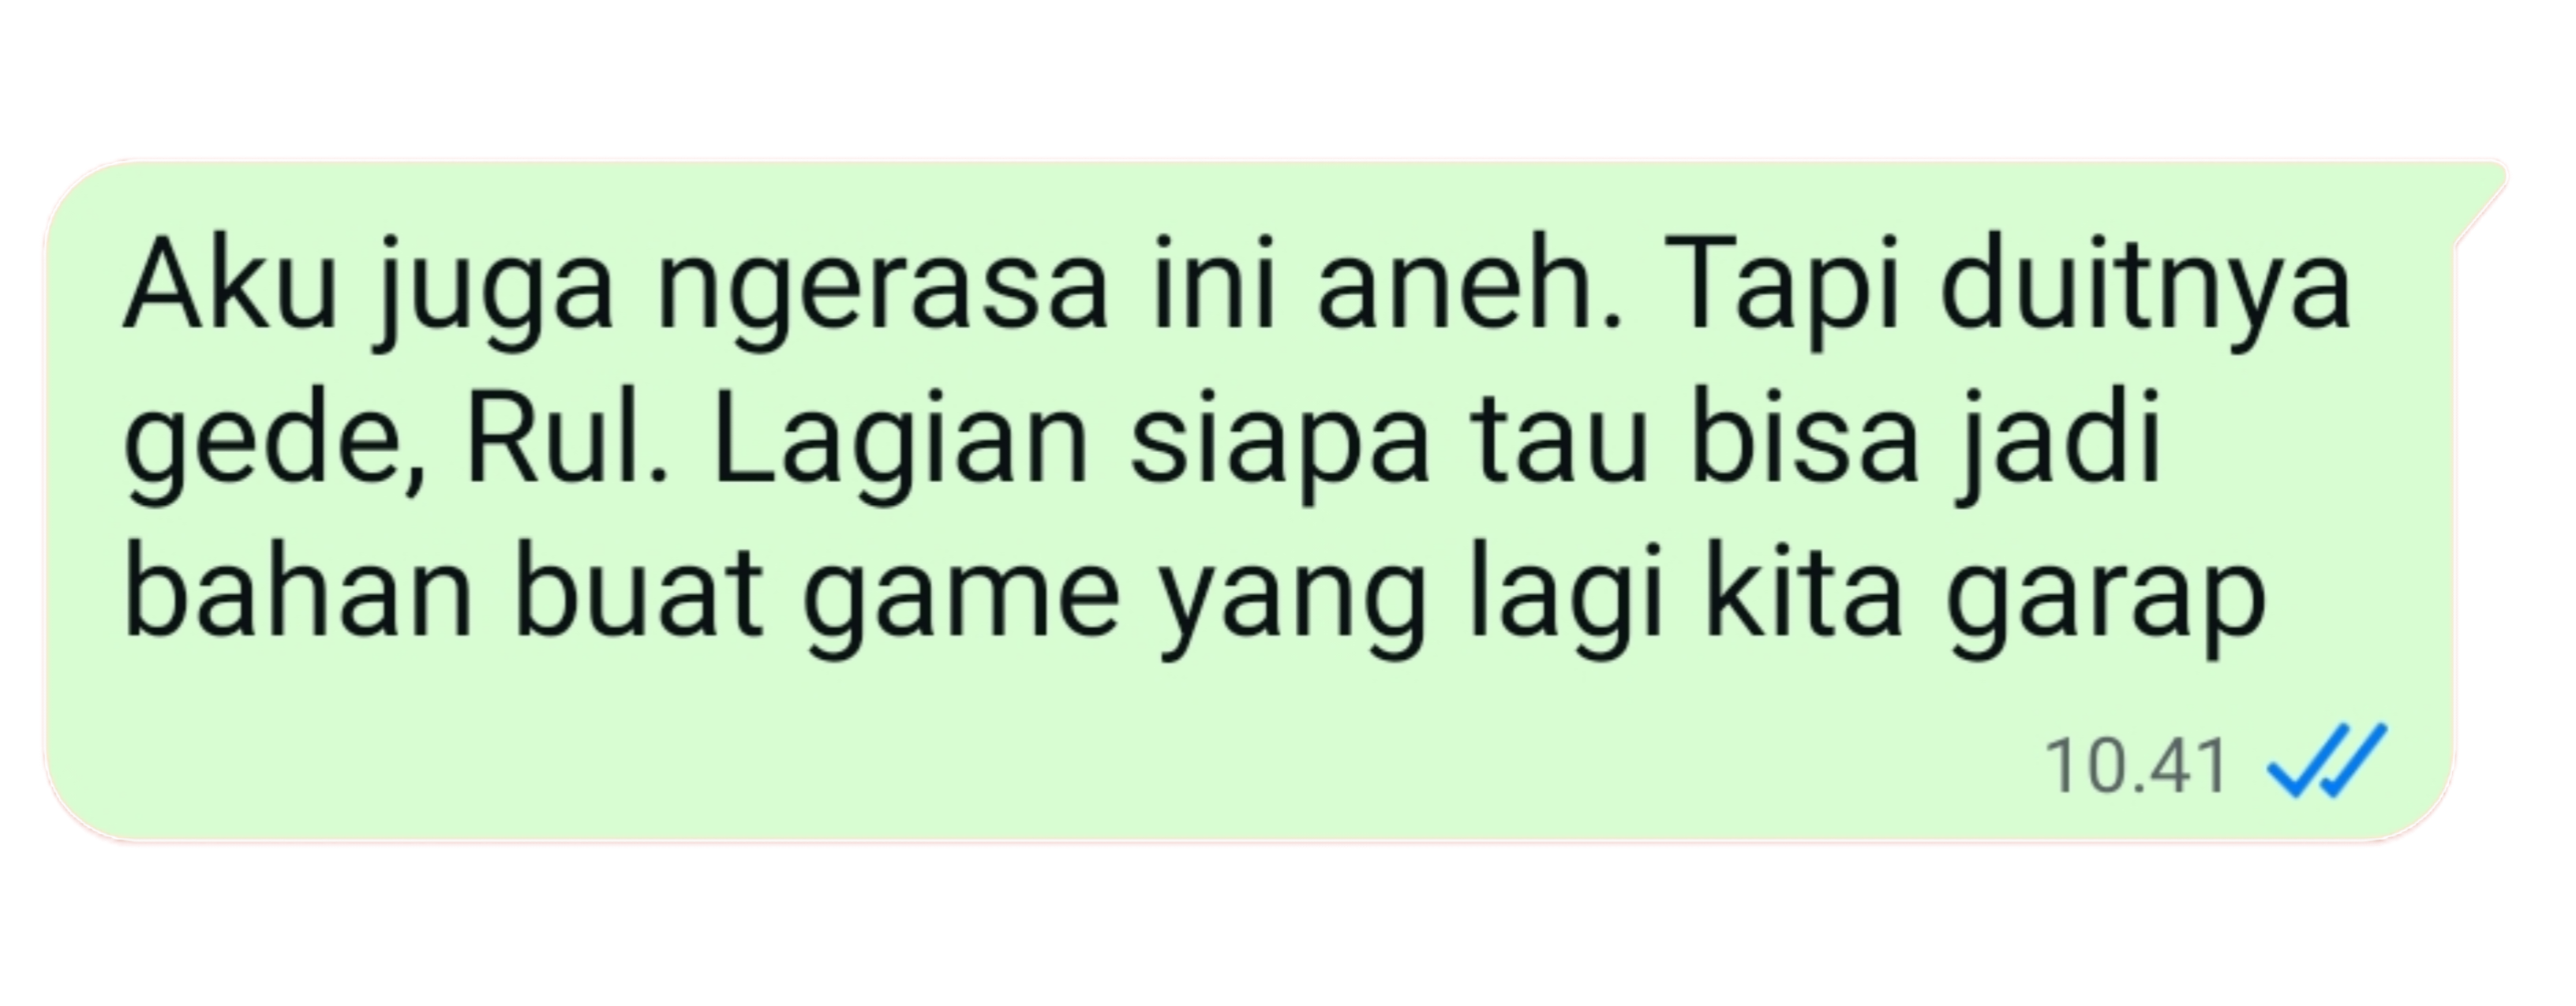 Aku juga ngerasa ini aneh. Tapi duitnya
gede, Rul. Lagian siapa tau bisa jadi
bahan buat game yang lagi kita garap
10.41